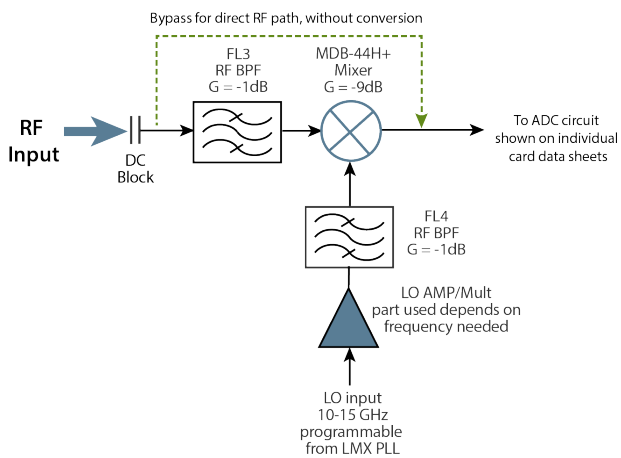 Bypass for direct RF path, without conversion
FL3
RF BPF
G = -1dB
MDB-44H+
Mixer
G = -9dB
RF
Input
DC
Block
To ADC circuit
shown on individual
card data sheets
FL4
RF BPF
G = -1dB
LO AMP/Mult
part used depends on
frequency needed
LO input
10-15 GHz
programmable
from LMX PLL